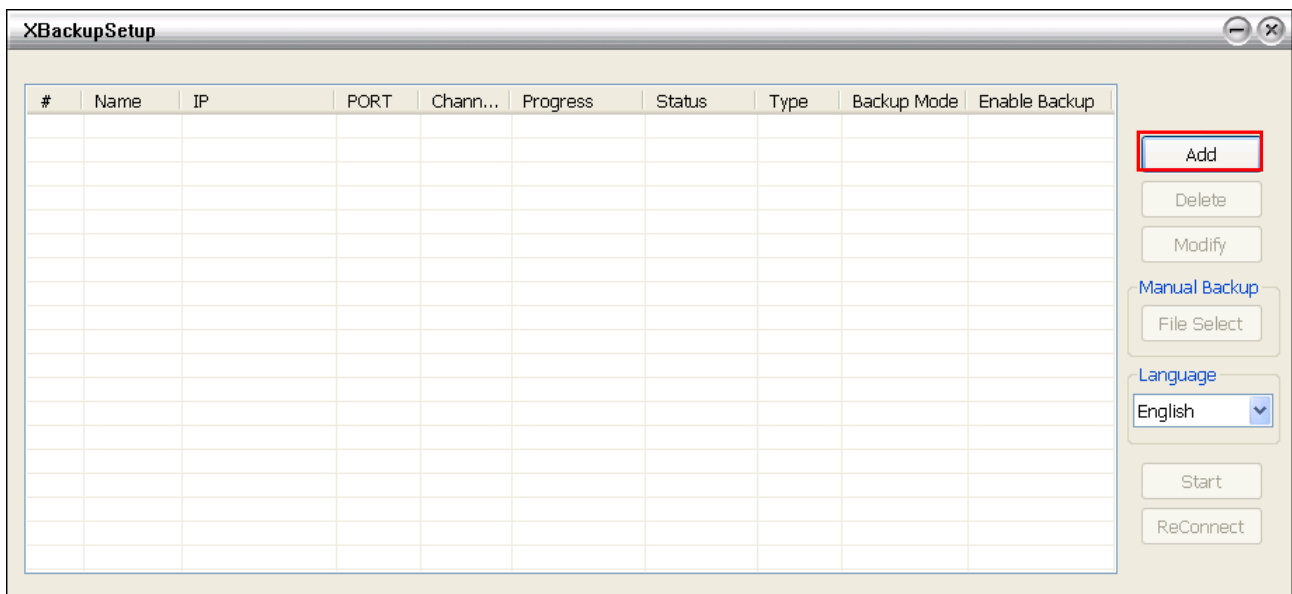 XBackupSetup
# Name IP PORT Chann... Progress Status Type Backup Mode Enable Backup
Add
Delete
Modify
Manual Backup
File Select
Language
English
Start
ReConnect